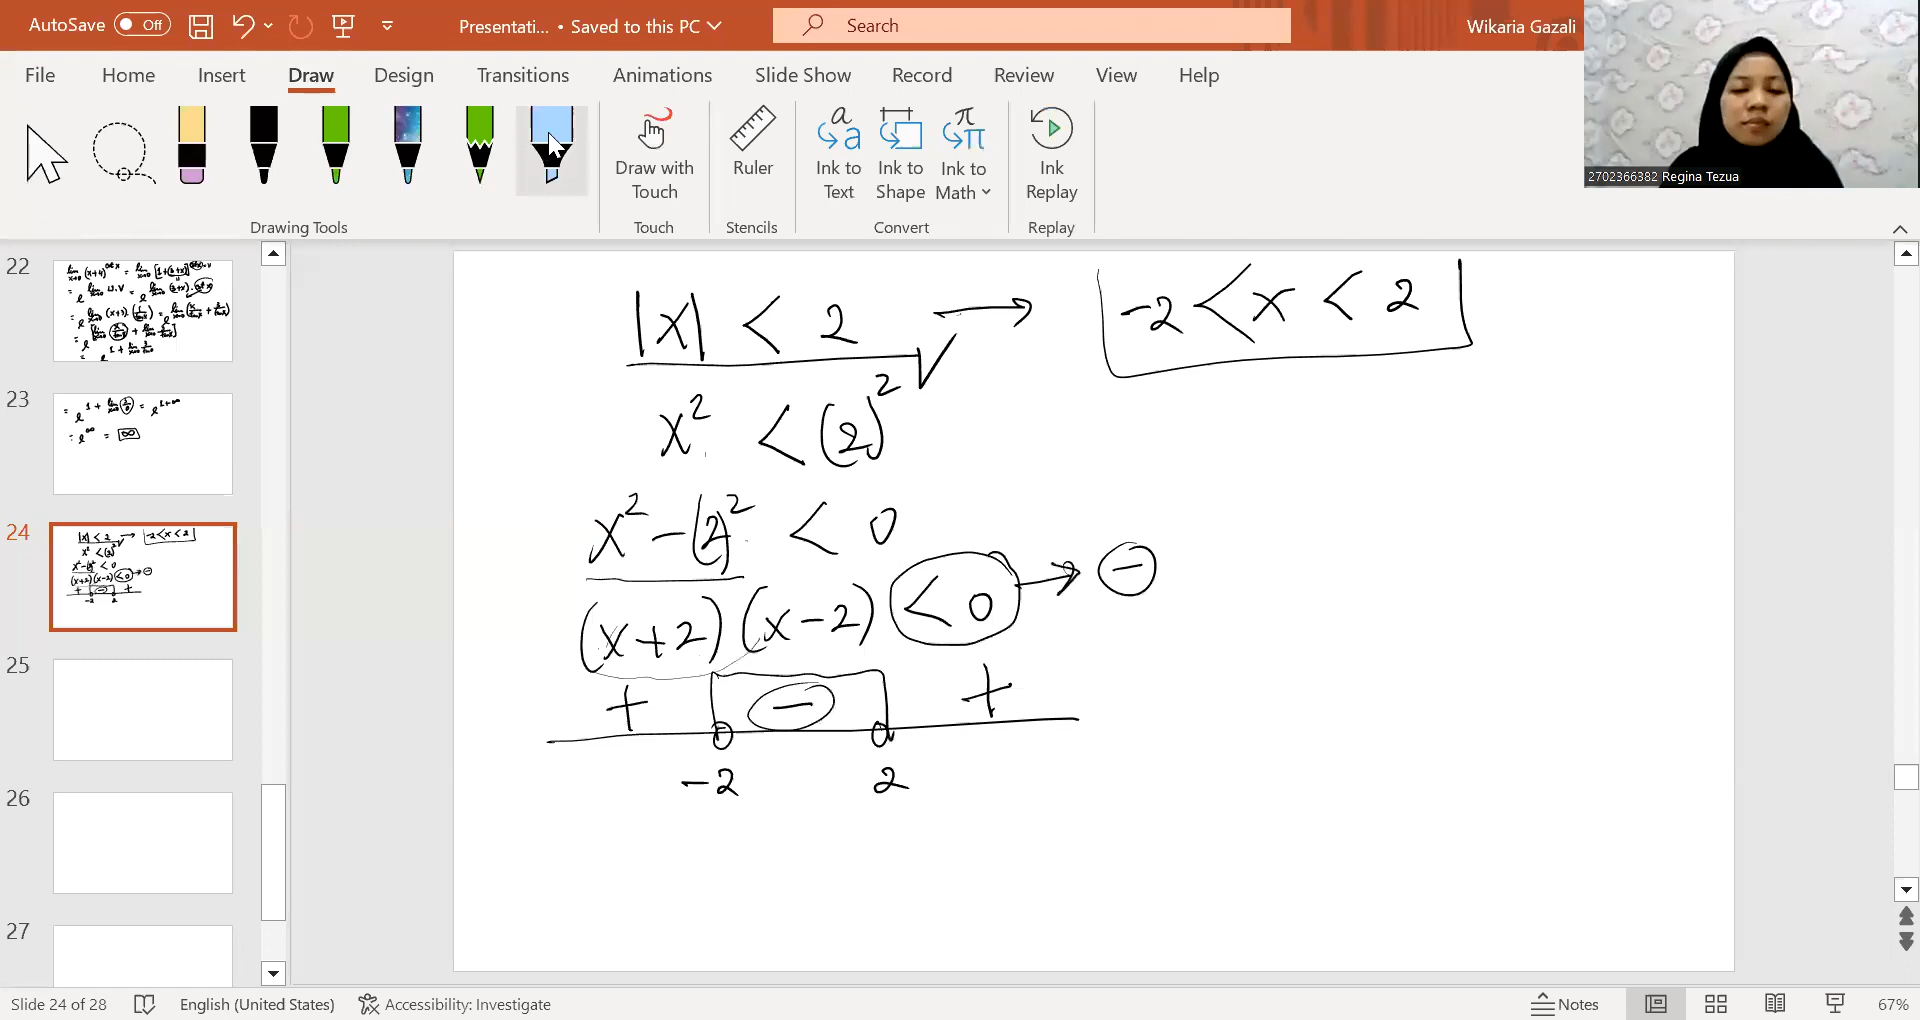 AutoSave Off Presentati... • Saved to this PC Search Wikaria Gazali
File Home Insert Draw Design Transitions Animations Slide Show Record Review View Help
Draw with Touch
Ruler
Ink to Text
Ink to Shape
Ink to Math
Ink Replay
Drawing Tools Touch Stencils Convert Replay
2702366382 Regina Tezua
22
23
24
25
26
27
|x| < 2 → -2 < x < 2
x² < (2)²
x² - (2)² < 0
(x+2) (x-2) < 0 → -
+ - +
-2 2
Slide 24 of 28 English (United States) Accessibility: Investigate Notes 67%